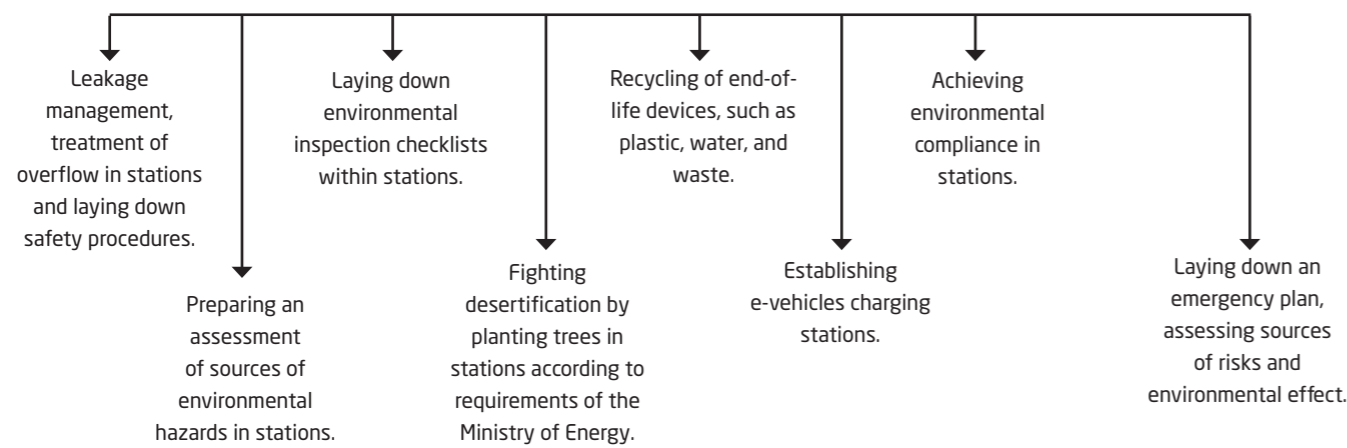 Leakage
management,
treatment of
overflow in stations
and laying down
safety procedures.
Preparing an
assessment
of sources of
environmental
hazards in stations.
Laying down
environmental
inspection checklists
within stations.
Fighting
desertification by
planting trees in
stations according to
requirements of the
Ministry of Energy.
Recycling of end-of-
life devices, such as
plastic, water, and
waste.
Establishing
e-vehicles charging
stations.
Achieving
environmental
compliance in
stations.
Laying down an
emergency plan,
assessing sources
of risks and
environmental effect.